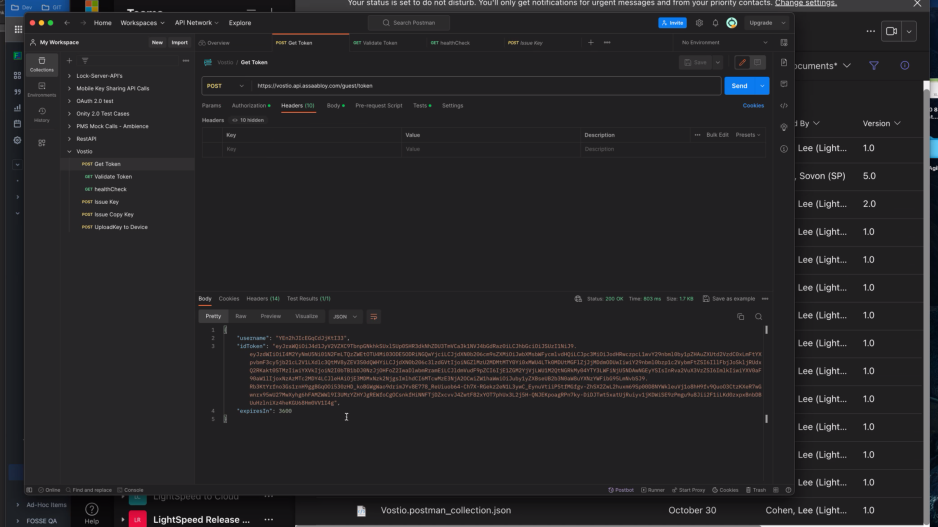 Your status is set to do not disturb. You'll only get notifications for urgent messages and from your priority contacts. Change settings.
Dev
GIT
Home
Workspaces
API Network
Explore
Search Postman
Invite
Upgrade
My Workspace
New
Import
Overview
POST Get Token
GET Validate Token
GET healthCheck
POST Issue Key
No Environment
Collections
Environments
History
Lock-Server-API's
Mobile Key Sharing API Calls
OAuth 2.0 test
Onity 2.0 Test Cases
PMS Mock Calls - Ambience
RestAPI
Vostio
POST Get Token
GET Validate Token
GET healthCheck
POST Issue Key
POST Issue Copy Key
POST UploadKey to Device
Vostio / Get Token
Save
POST
https://vostio.api.assaabloy.com/guest/token
Send
Params
Authorization
Headers (10)
Body
Pre-request Script
Tests
Settings
Cookies
Headers
10 hidden
Key
Value
Description
Bulk Edit
Presets
Key
Value
Description
Body
Cookies
Headers (14)
Test Results (1/1)
Status: 200 OK
Time: 803 ms
Size: 1.7 KB
Save as example
Pretty
Raw
Preview
Visualize
JSON
1 {
2 "username":
3 "idToken":
4 "expiresIn": 3600
5 }
Online
Find and replace
Console
Postbot
Runner
Start Proxy
Cookies
Trash
ocuments*
d By
Version
Lee (Light... 1.0
, Sovon (SP) 5.0
Lee (Light... 2.0
Lee (Light... 1.0
Lee (Light... 1.0
Lee (Light... 1.0
Lee (Light... 1.0
Lee (Light... 1.0
Lee (Light... 1.0
Lee (Light... 1.0
Lee (Light... 1.0
Lee (Light... 1.0
Lee (Light... 1.0
Vostio.postman_collection.json
October 30
Cohen, Lee (Light...
1.0
LightSpeed to Cloud
LR
LightSpeed Release ...
Help
Ad-Hoc Items
FOSSE QA